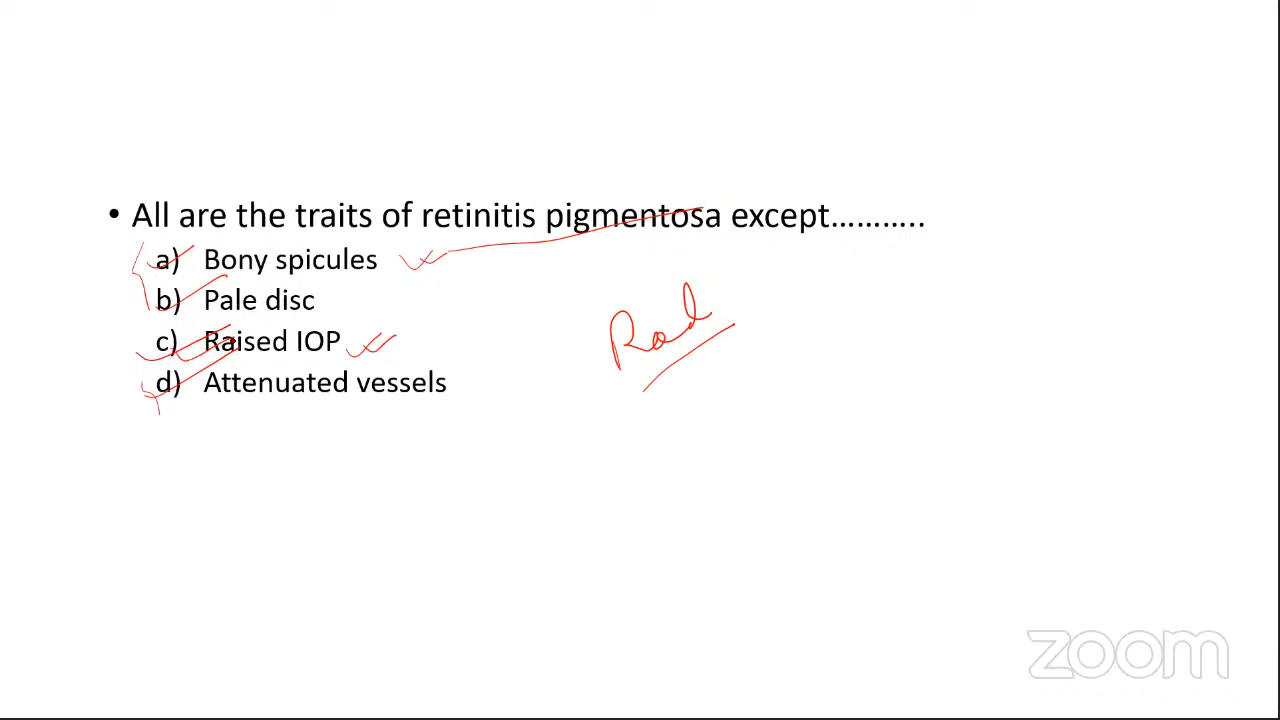 • All are the traits of retinitis pigmentosa except………..
a) Bony spicules
b) Pale disc
c) Raised IOP
d) Attenuated vessels
Rod
zoom